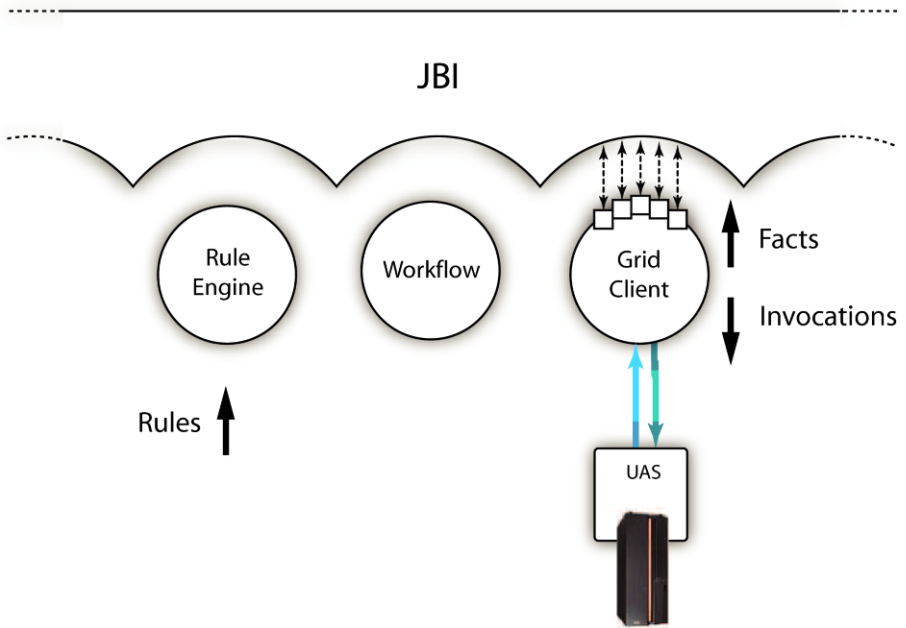 JBI
Rule
Engine
Workflow
Grid
Client
Facts
Invocations
Rules
UAS